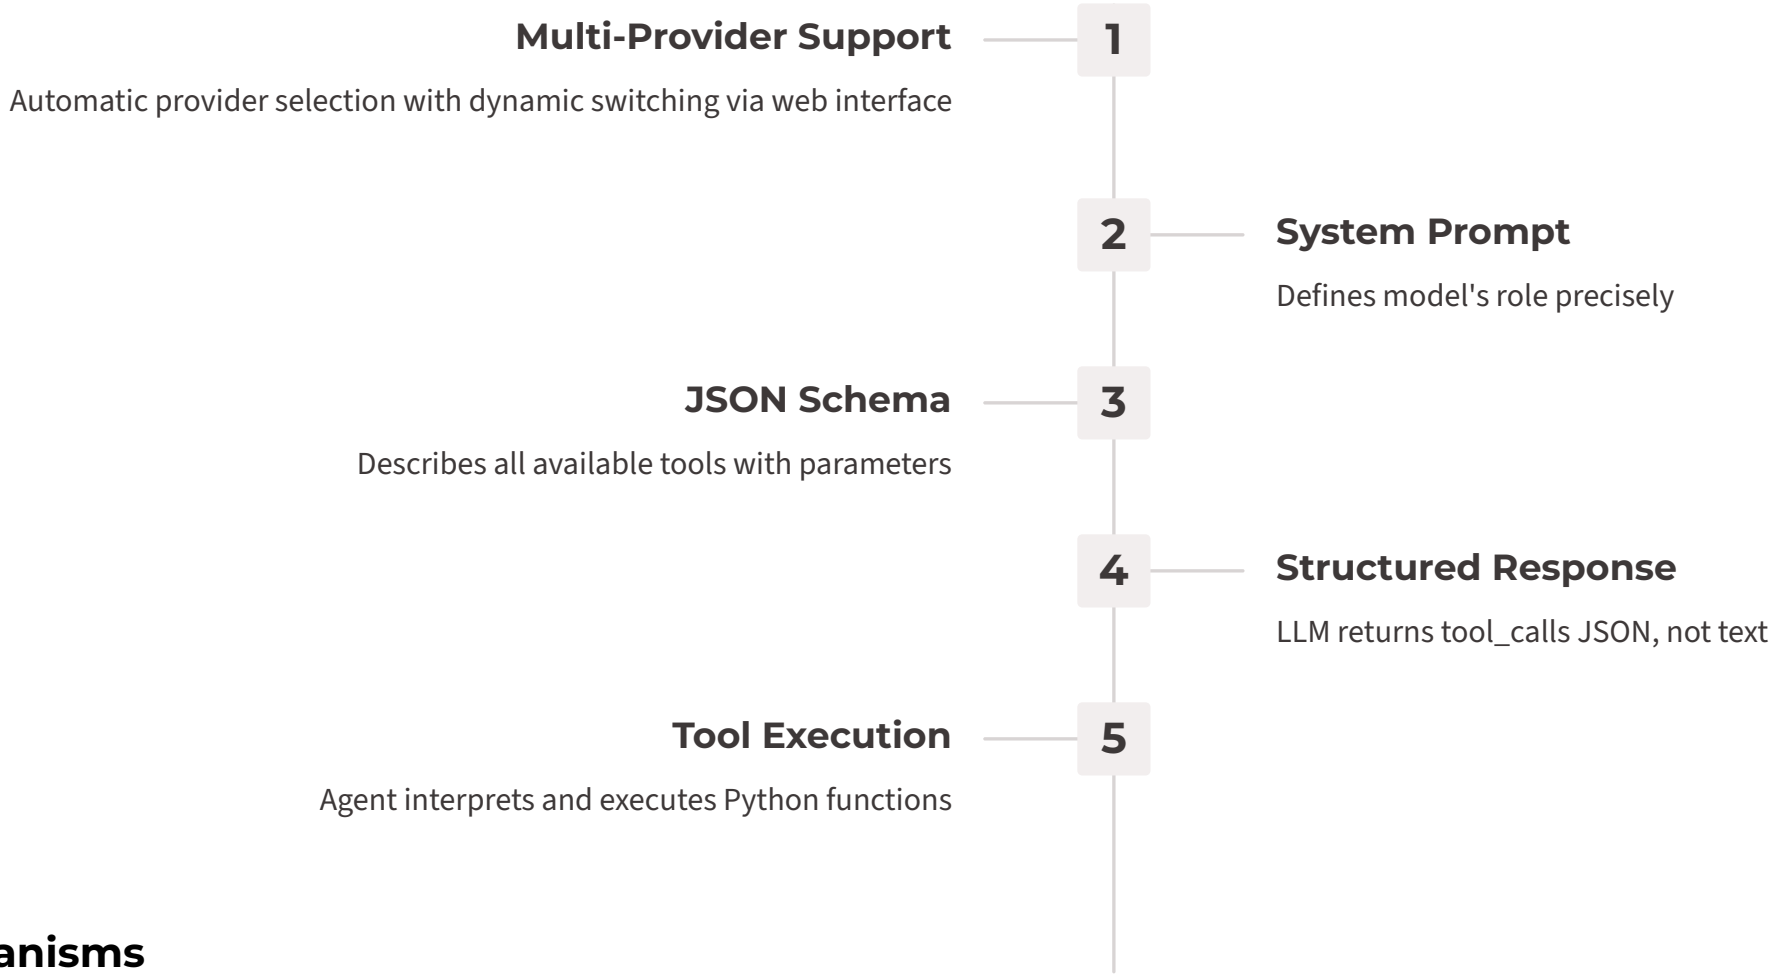 Multi-Provider Support
1
Automatic provider selection with dynamic switching via web interface
2
System Prompt
Defines model's role precisely
JSON Schema
3
Describes all available tools with parameters
4
Structured Response
LLM returns tool_calls JSON, not text
Tool Execution
5
Agent interprets and executes Python functions
anisms